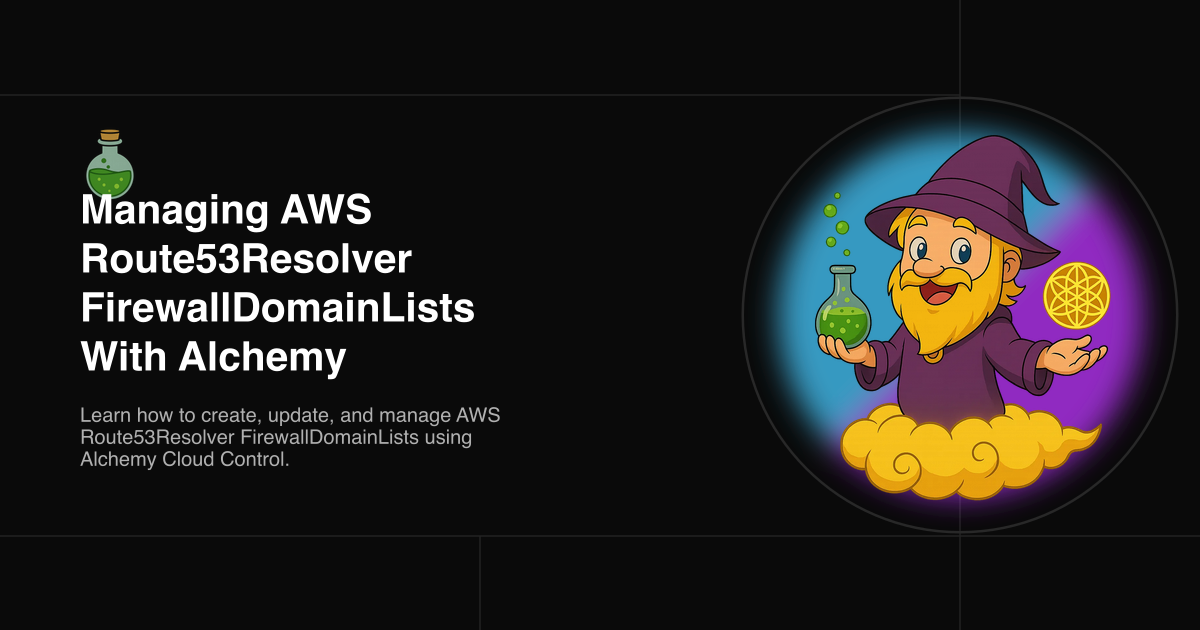 Managing AWS
Route53Resolver
FirewallDomainLists
With Alchemy
Learn how to create, update, and manage AWS
Route53Resolver FirewallDomainLists using
Alchemy Cloud Control.